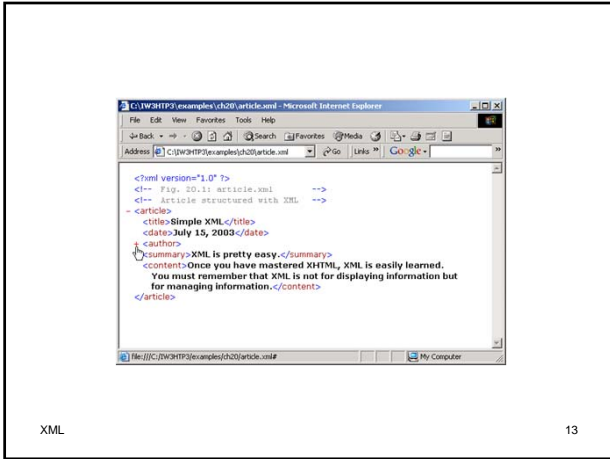 C:\IW3HTP3\examples\ch20\article.xml - Microsoft Internet Explorer
File Edit View Favorites Tools Help
Back Search Favorites Media
Address C:\IW3HTP3\examples\ch20\article.xml Go Links » Google »
<?xml version="1.0" ?>
<!-- Fig. 20.1: article.xml -->
<!-- Article structured with XML -->
- <article>
<title>Simple XML</title>
<date>July 15, 2003</date>
+ <author>
<summary>XML is pretty easy.</summary>
<content>Once you have mastered XHTML, XML is easily learned.
You must remember that XML is not for displaying information but
for managing information.</content>
</article>
file:///C:/IW3HTP3/examples/ch20/article.xml# My Computer
XML 13